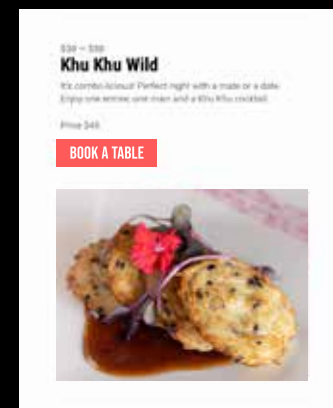 Khu Khu Wild
It's combo-licious! Perfect night with a mate or a date.
Enjoy one entree, one main and a Khu Khu cocktail.
Price $45
BOOK A TABLE